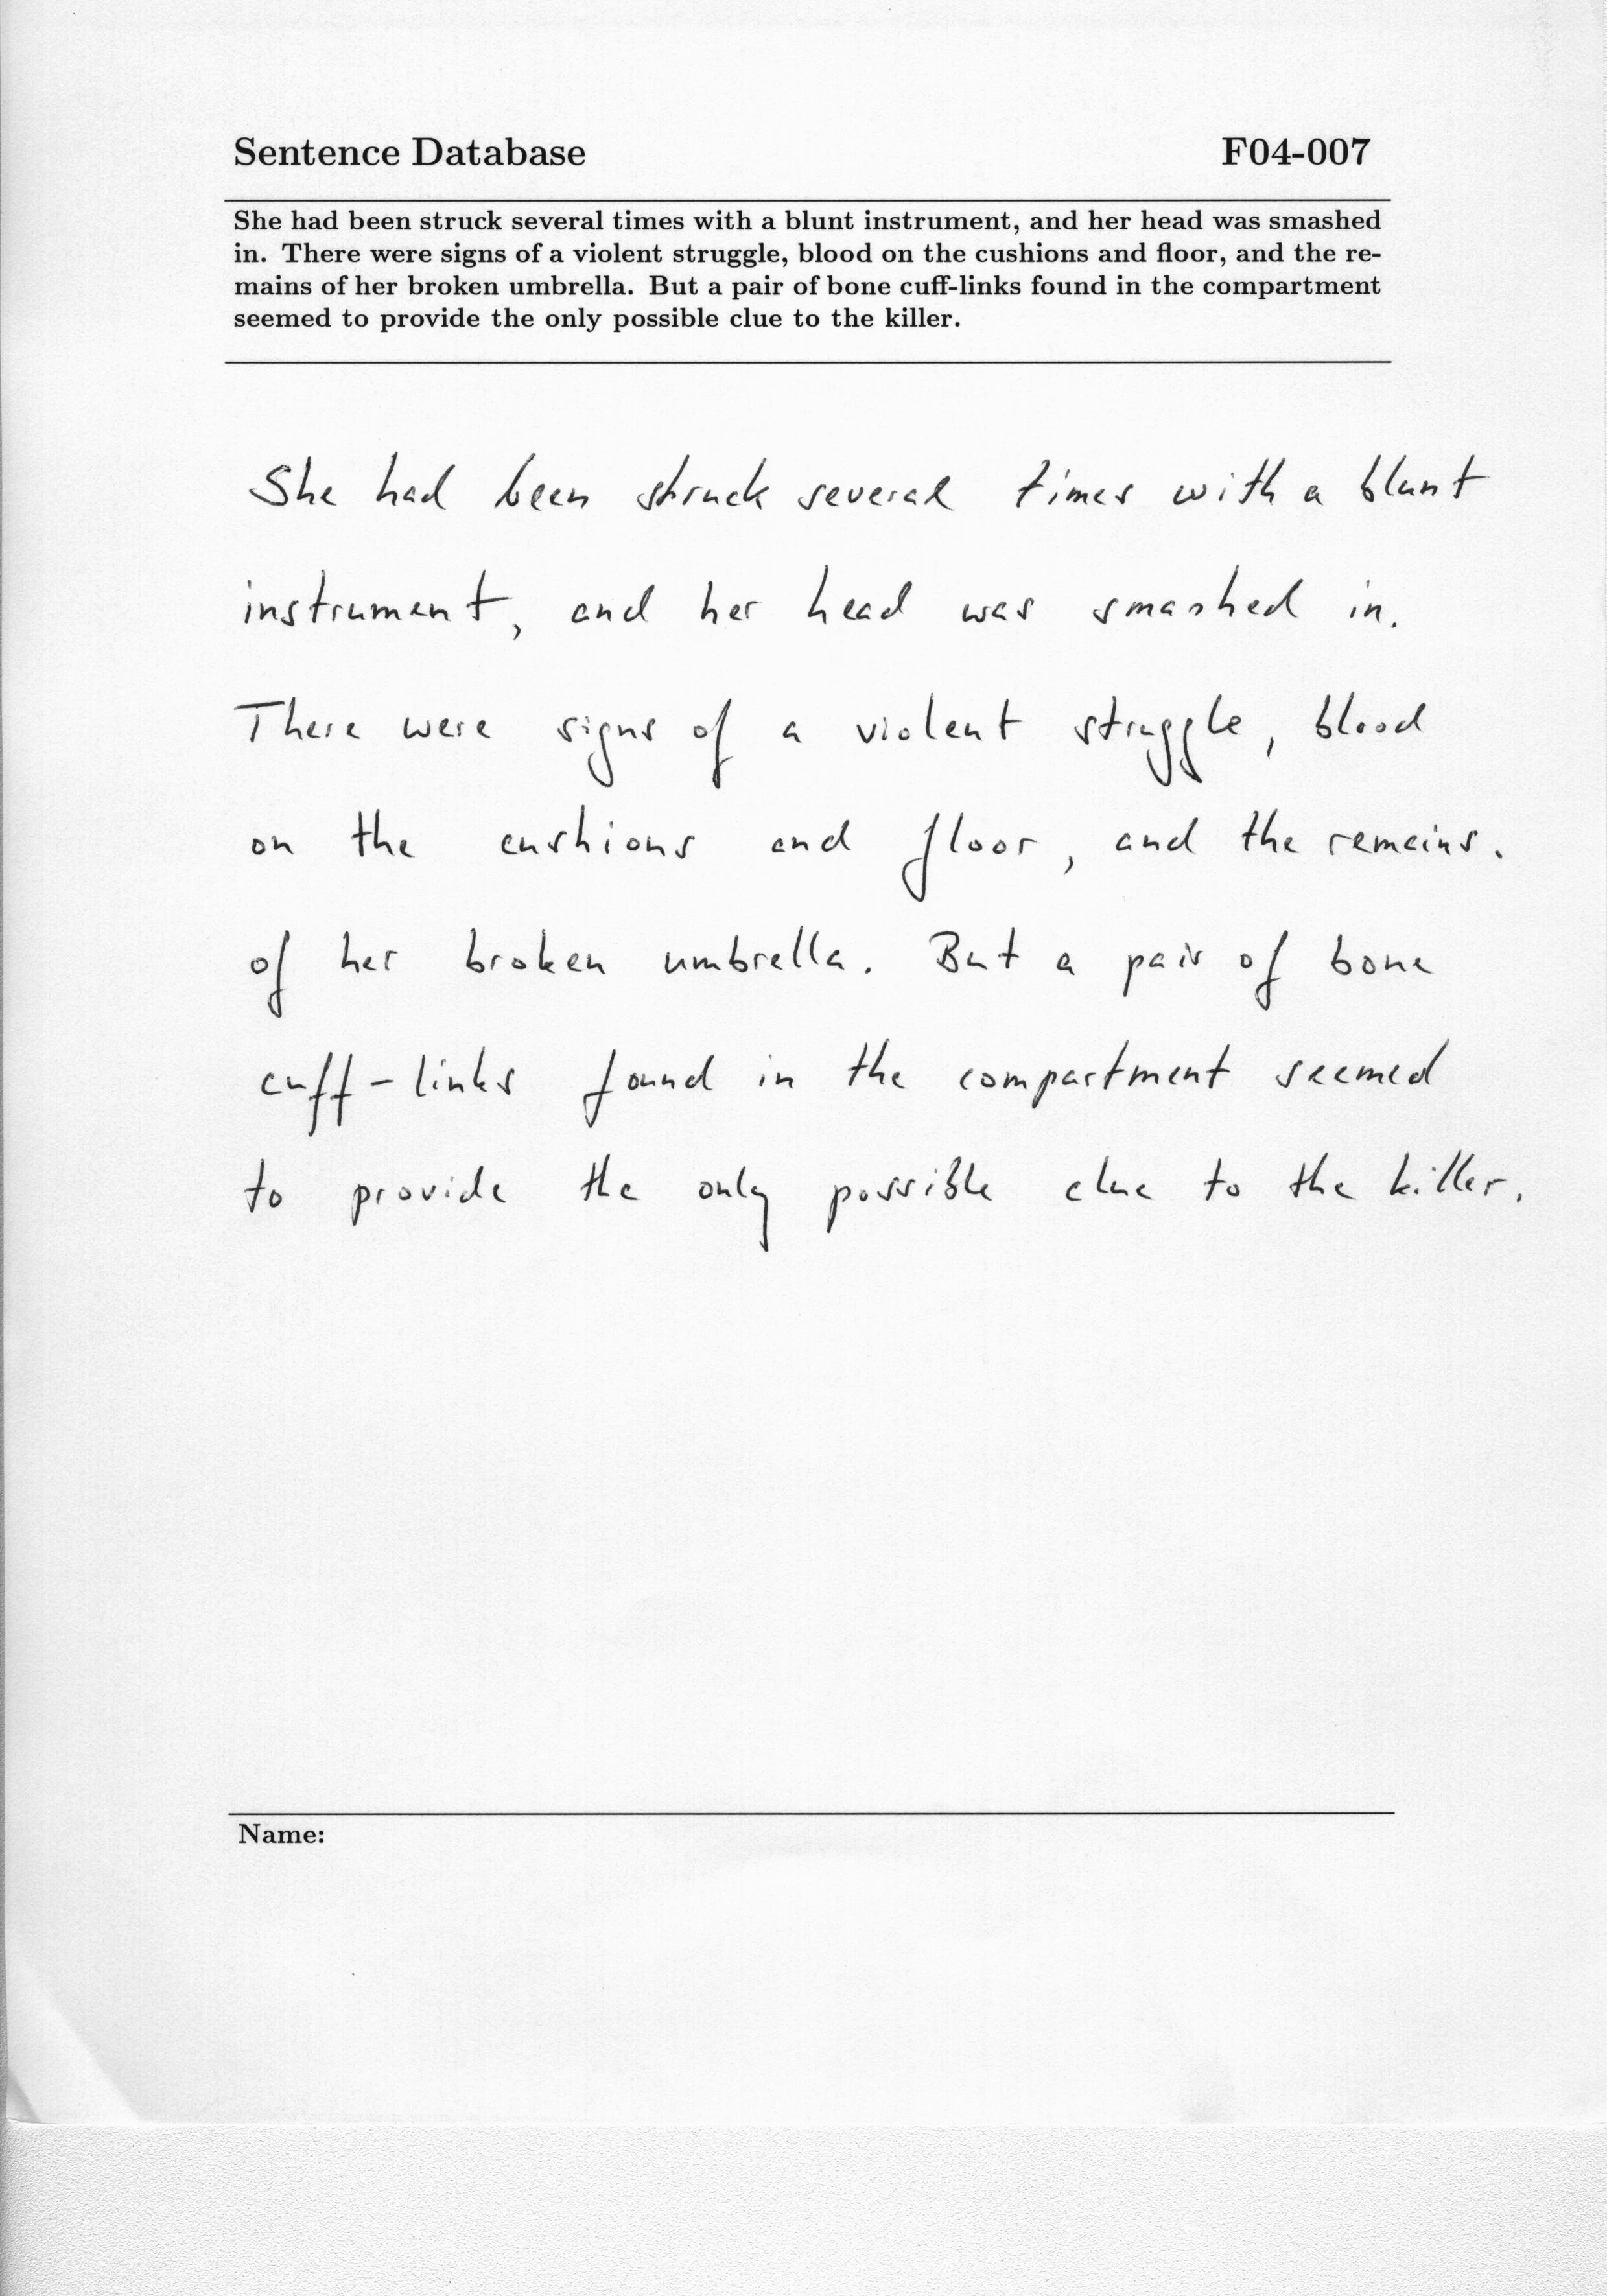 Sentence Database F04-007
She had been struck several times with a blunt instrument, and her head was smashed
in. There were signs of a violent struggle, blood on the cushions and floor, and the re-
mains of her broken umbrella. But a pair of bone cuff-links found in the compartment
seemed to provide the only possible clue to the killer.
She had been struck several times with a blunt
instrument, and her head was smashed in.
There were signs of a violent struggle, blood
on the cushions and floor, and the remains.
of her broken umbrella. But a pair of bone
cuff-links found in the compartment seemed
to provide the only possible clue to the killer.
Name: